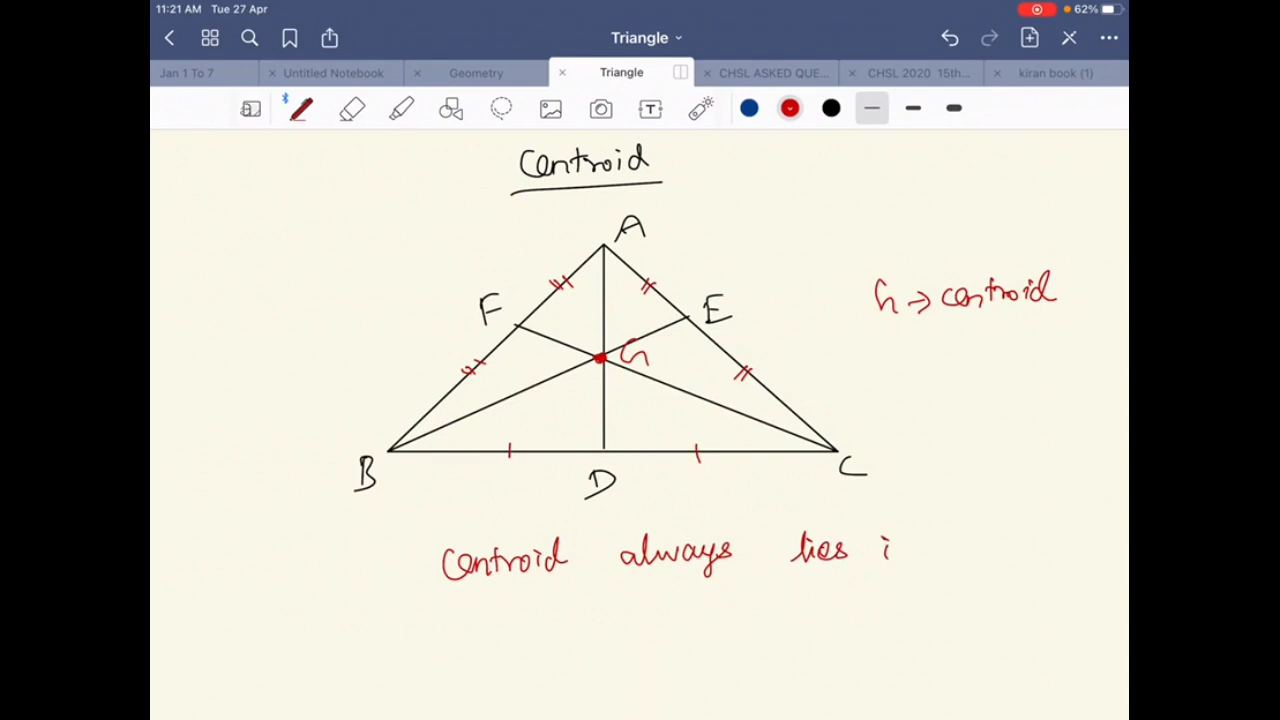 11:21 AM Tue 27 Apr
62%
Triangle
Jan 1 To 7
Untitled Notebook
Geometry
Triangle
CHSL ASKED QUE...
CHSL 2020 15th...
kiran book (1)
T
Centroid
A
F
E
G → centroid
G
B
D
C
Centroid always lies i